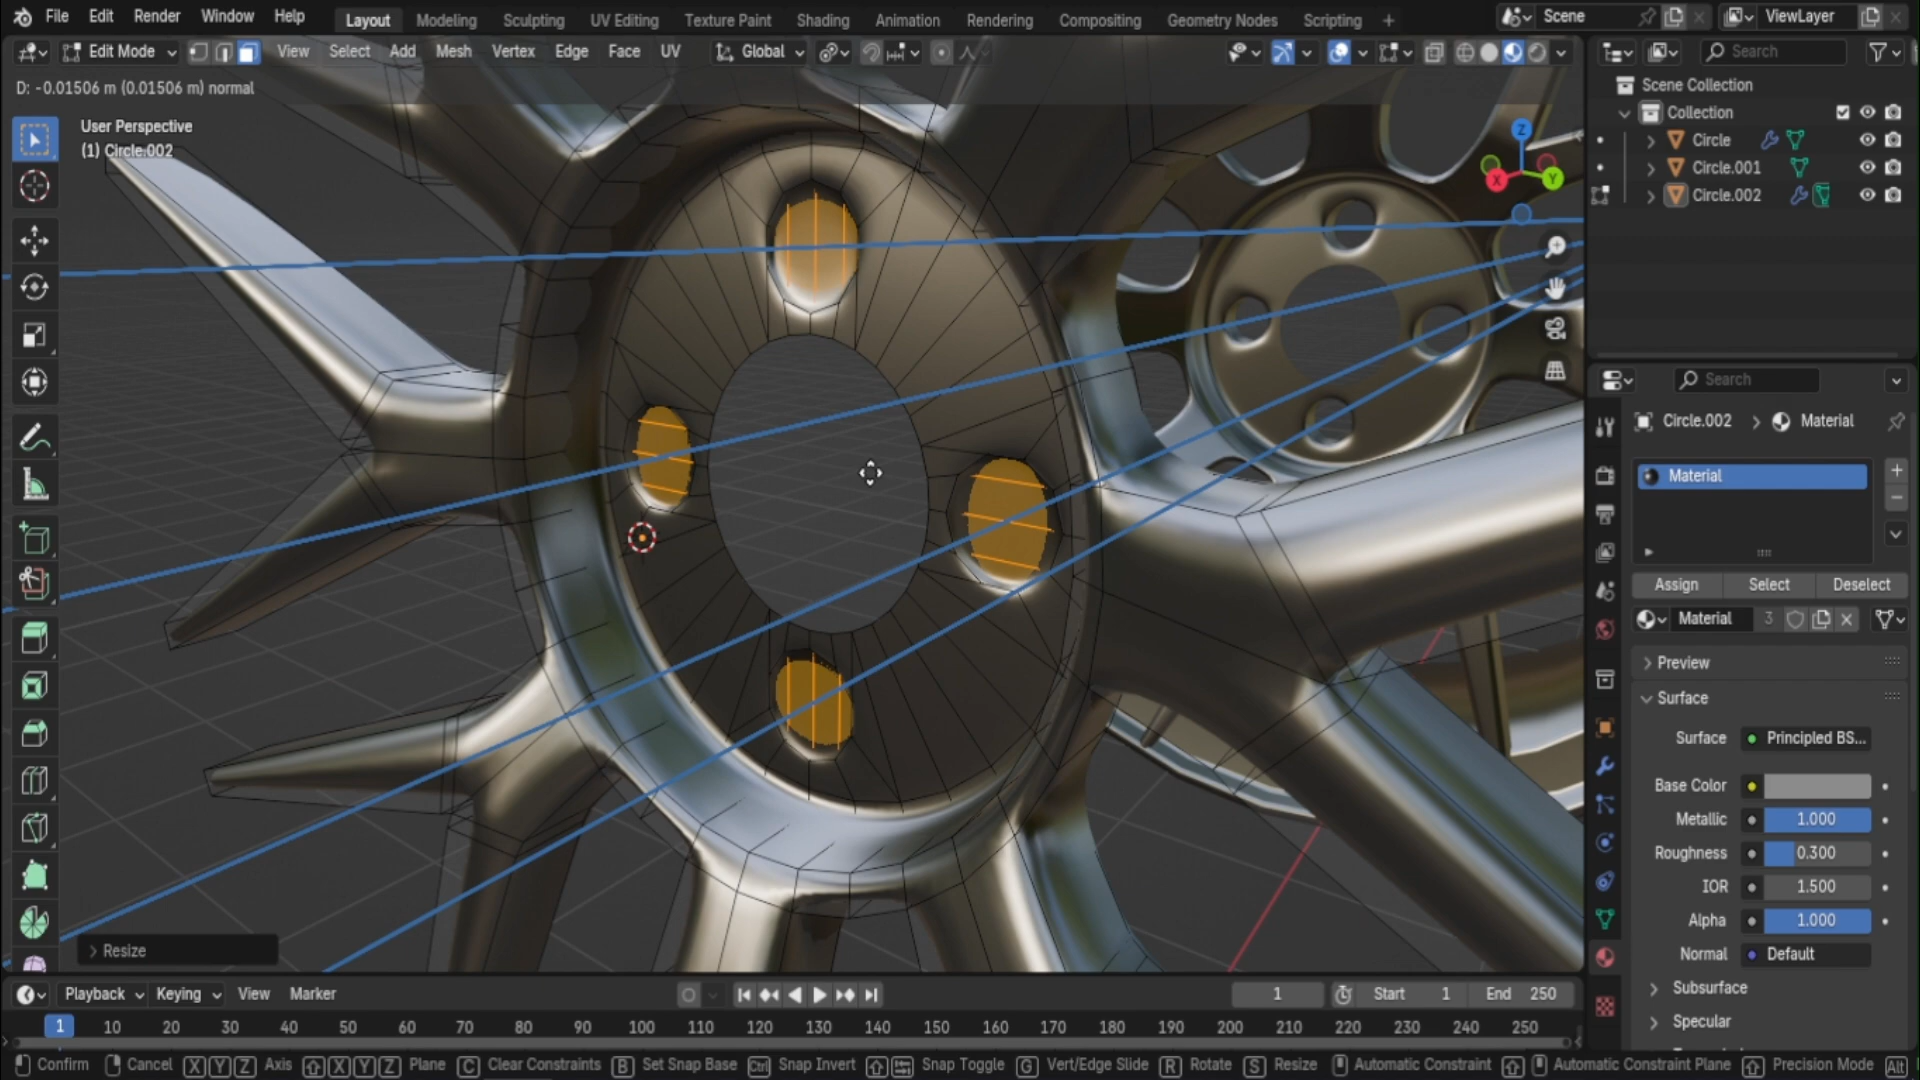 File Edit Render Window Help Layout Modeling Sculpting UV Editing Texture Paint Shading Animation Rendering Compositing Geometry Nodes Scripting + Scene ViewLayer
Edit Mode View Select Add Mesh Vertex Edge Face UV Global Search
D: -0.01506 m (0.01506 m) normal
User Perspective
(1) Circle.002
Z
X
Y
Scene Collection
Collection
Circle
Circle.001
Circle.002
Search
Circle.002 > Material
Material
Assign Select Deselect
Material 3
Preview
Surface
Surface Principled BS...
Base Color
Metallic 1.000
Roughness 0.300
IOR 1.500
Alpha 1.000
Normal Default
Subsurface
Specular
Resize
Playback Keying View Marker 1 Start 1 End 250
1 10 20 30 40 50 60 70 80 90 100 110 120 130 140 150 160 170 180 190 200 210 220 230 240 250
Confirm Cancel X Y Z Axis X Y Z Plane C Clear Constraints B Set Snap Base Ctrl Snap Invert Snap Toggle G Vert/Edge Slide R Rotate S Resize Automatic Constraint Automatic Constraint Plane Precision Mode Alt